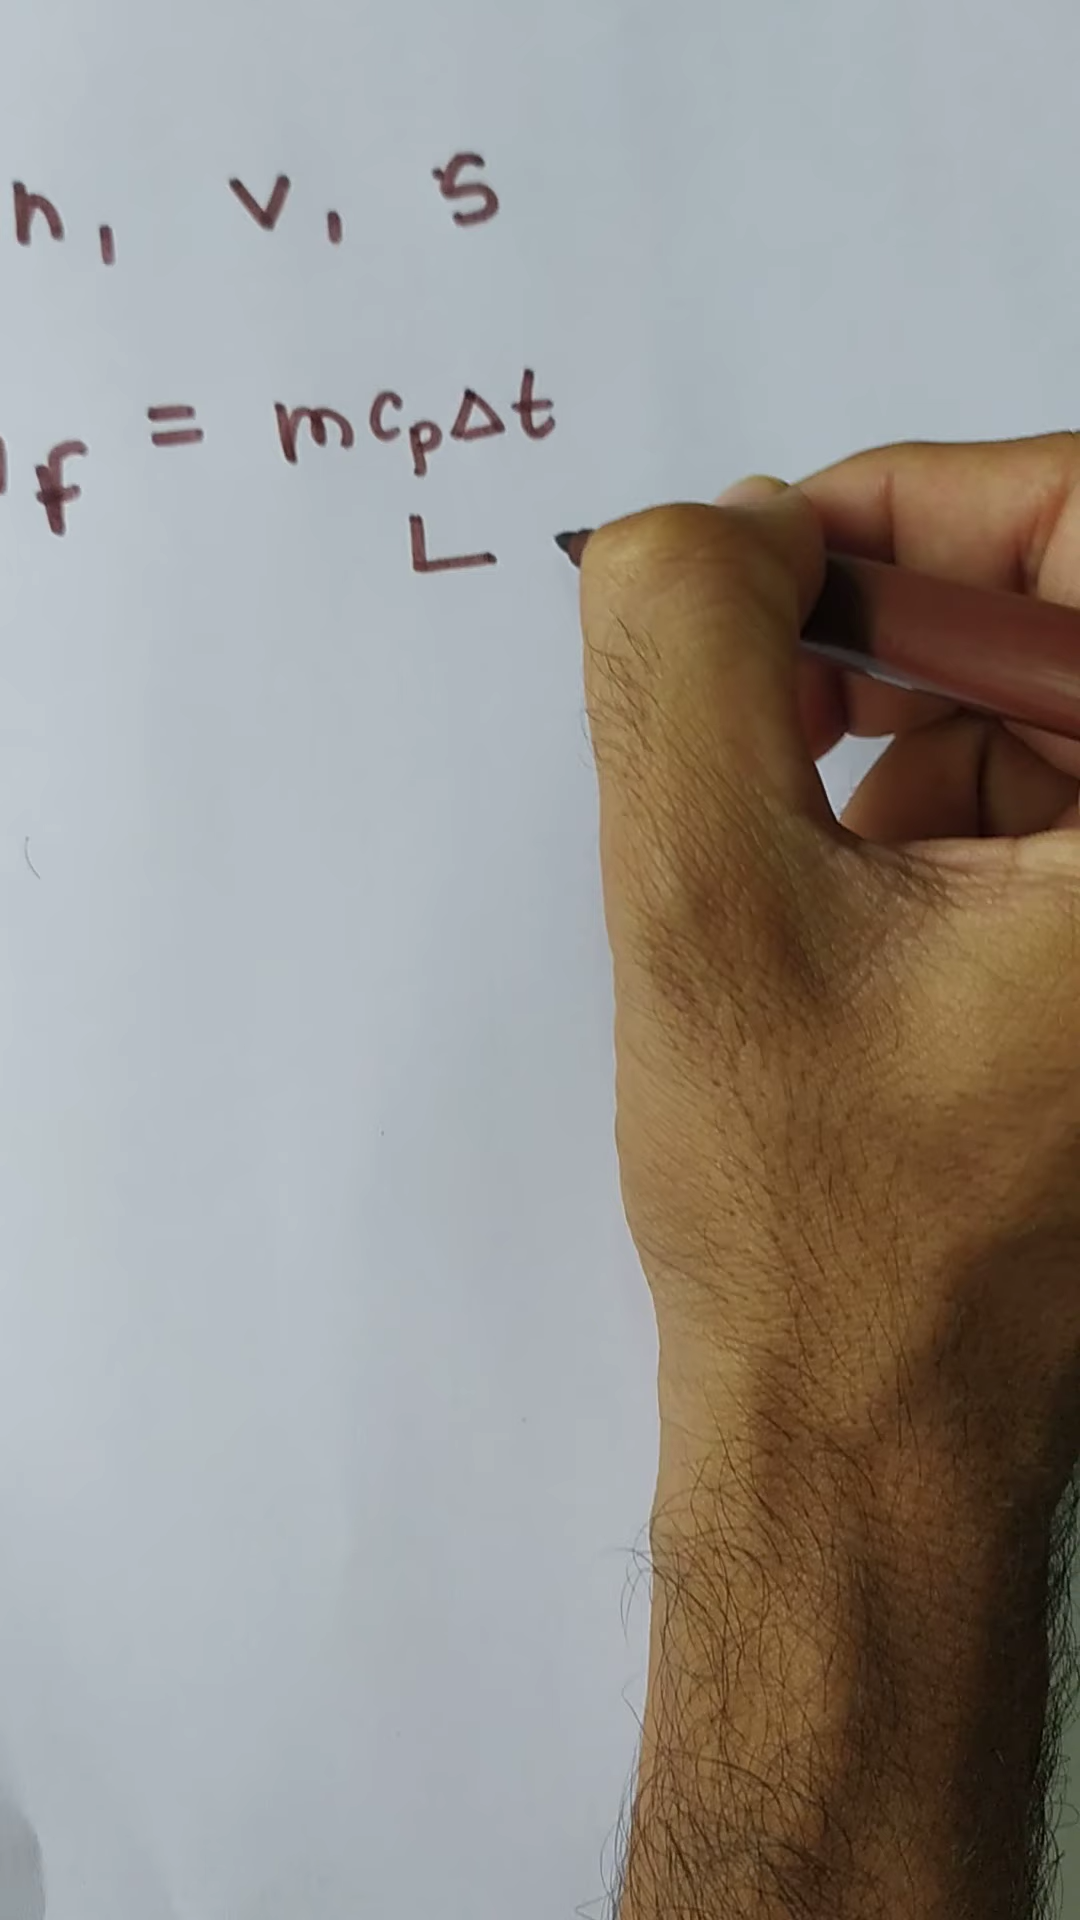 h, v, s
f = mcpΔt
L